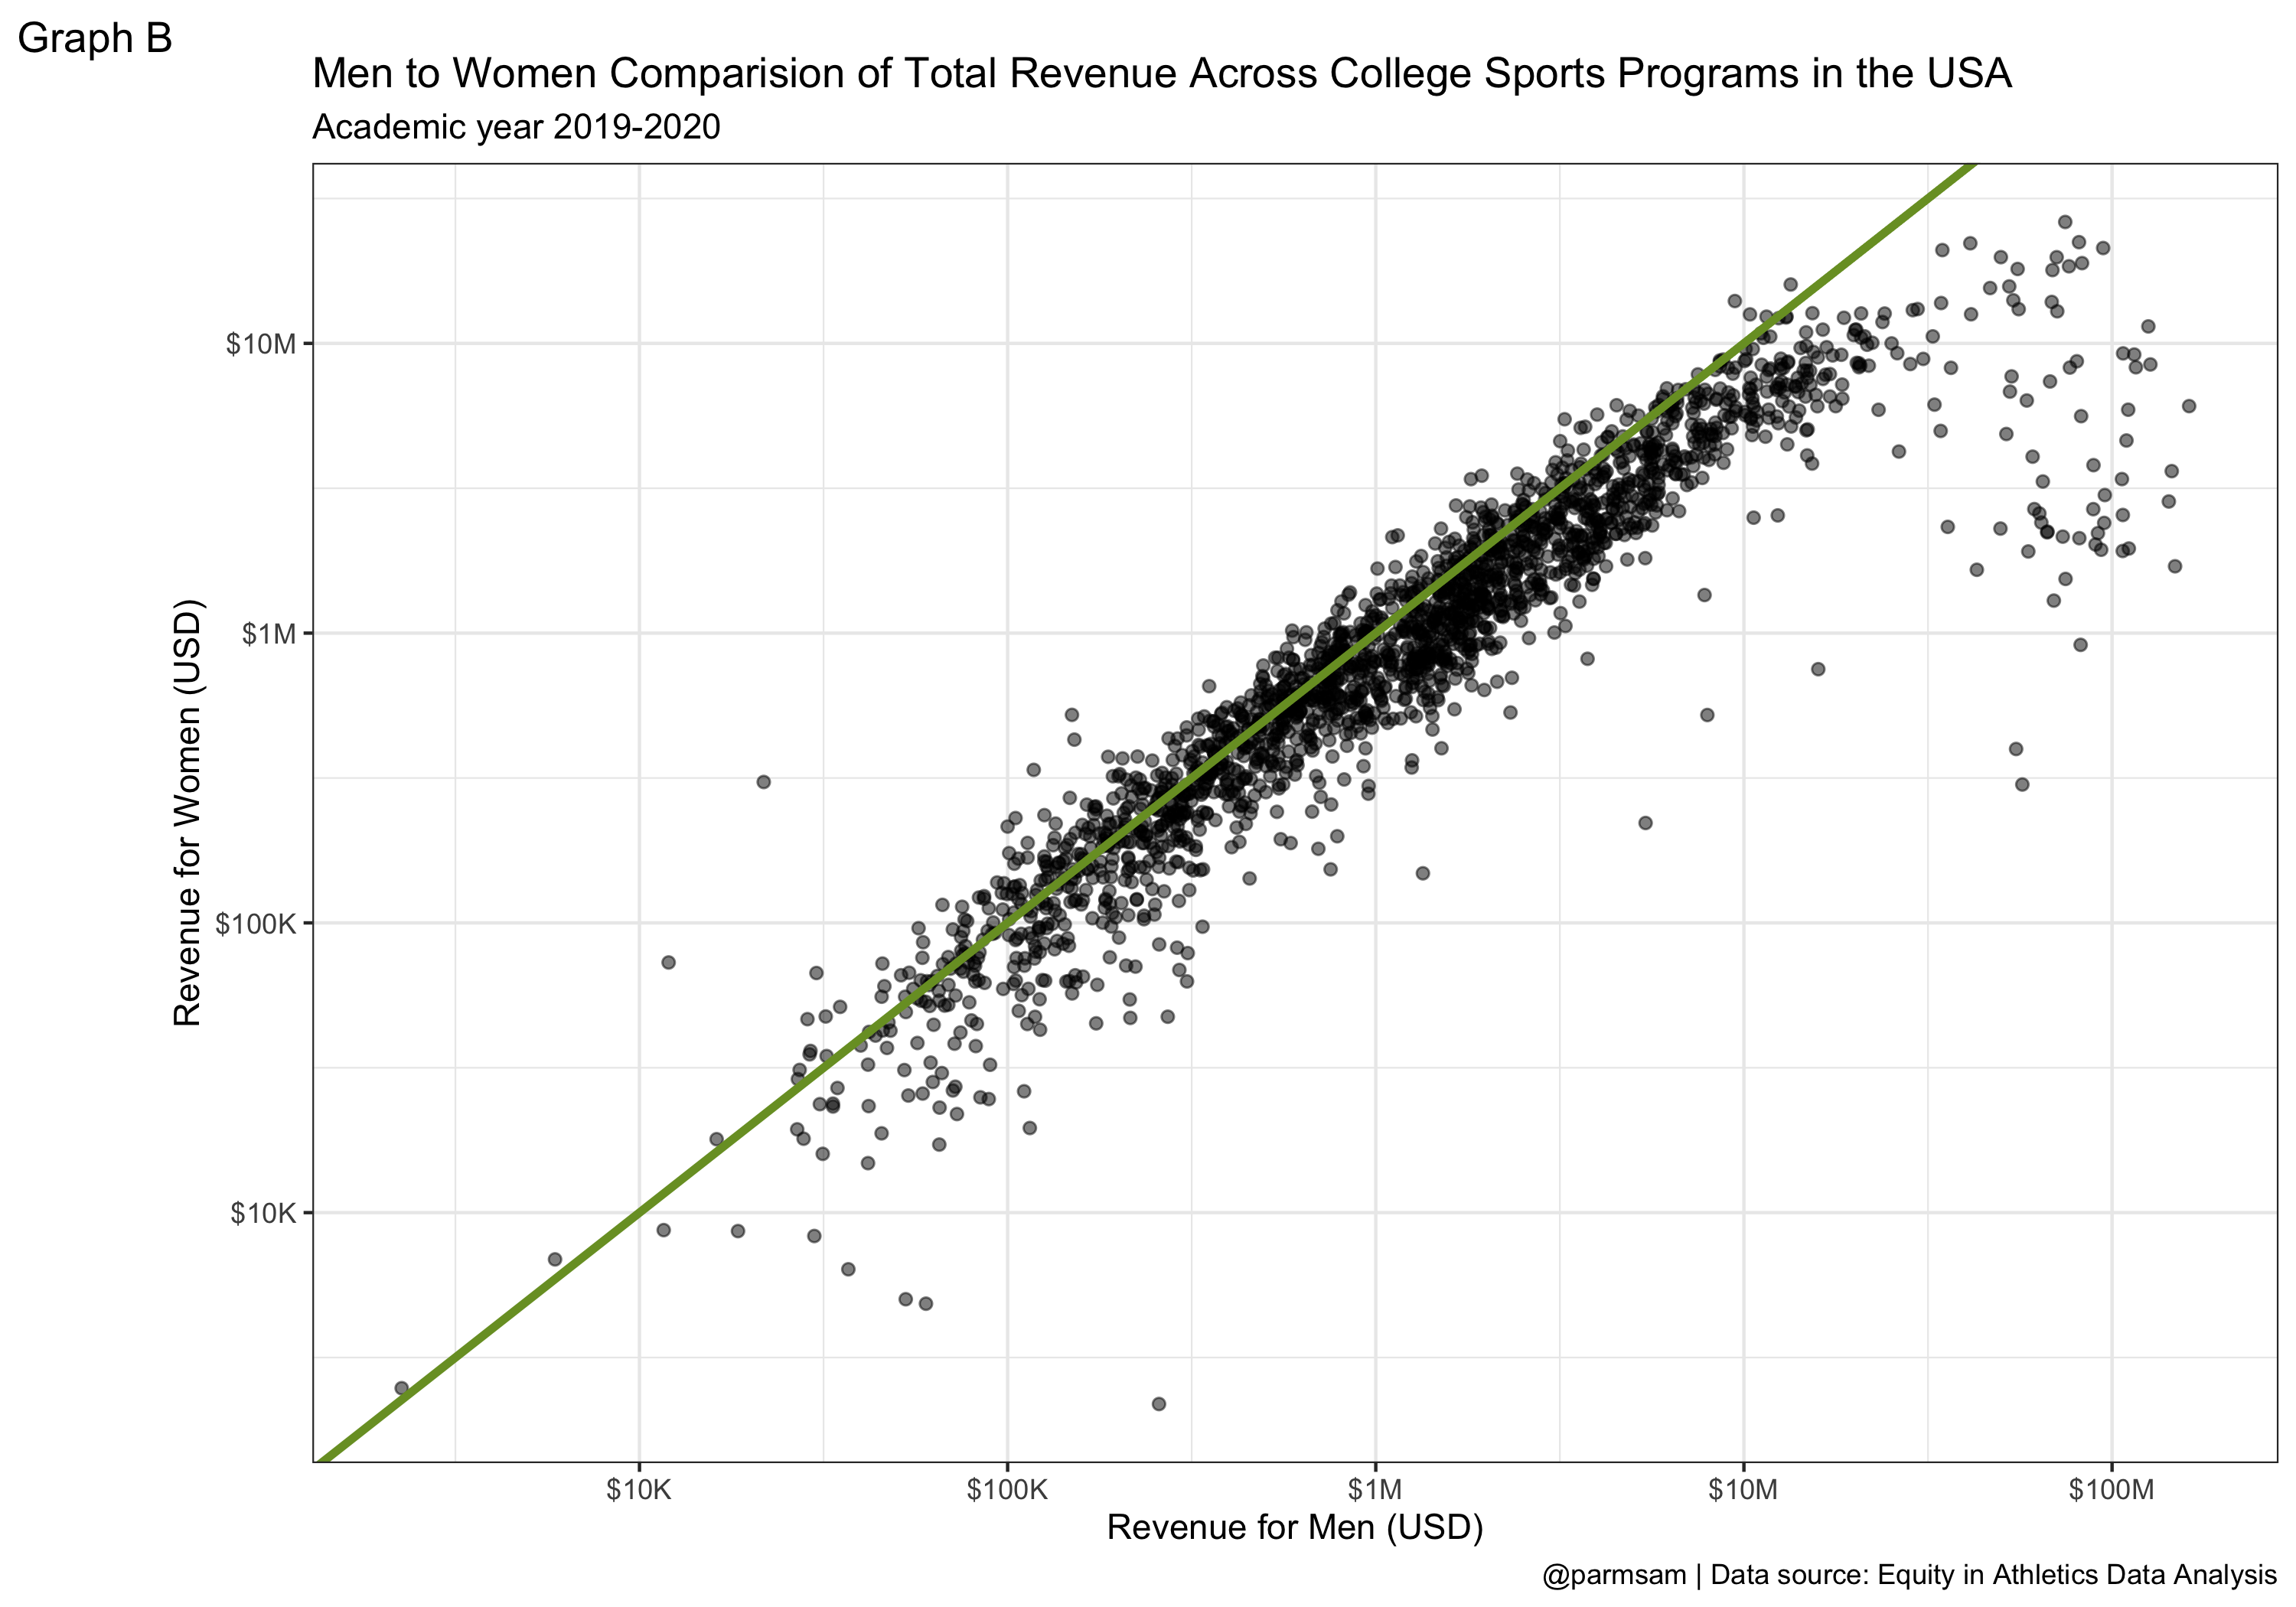 Graph B
Men to Women Comparision of Total Revenue Across College Sports Programs in the USA
Academic year 2019-2020
Revenue for Women (USD)
$10M
$1M
$100K
$10K
$10K $100K $1M $10M $100M
Revenue for Men (USD)
@parmsam | Data source: Equity in Athletics Data Analysis